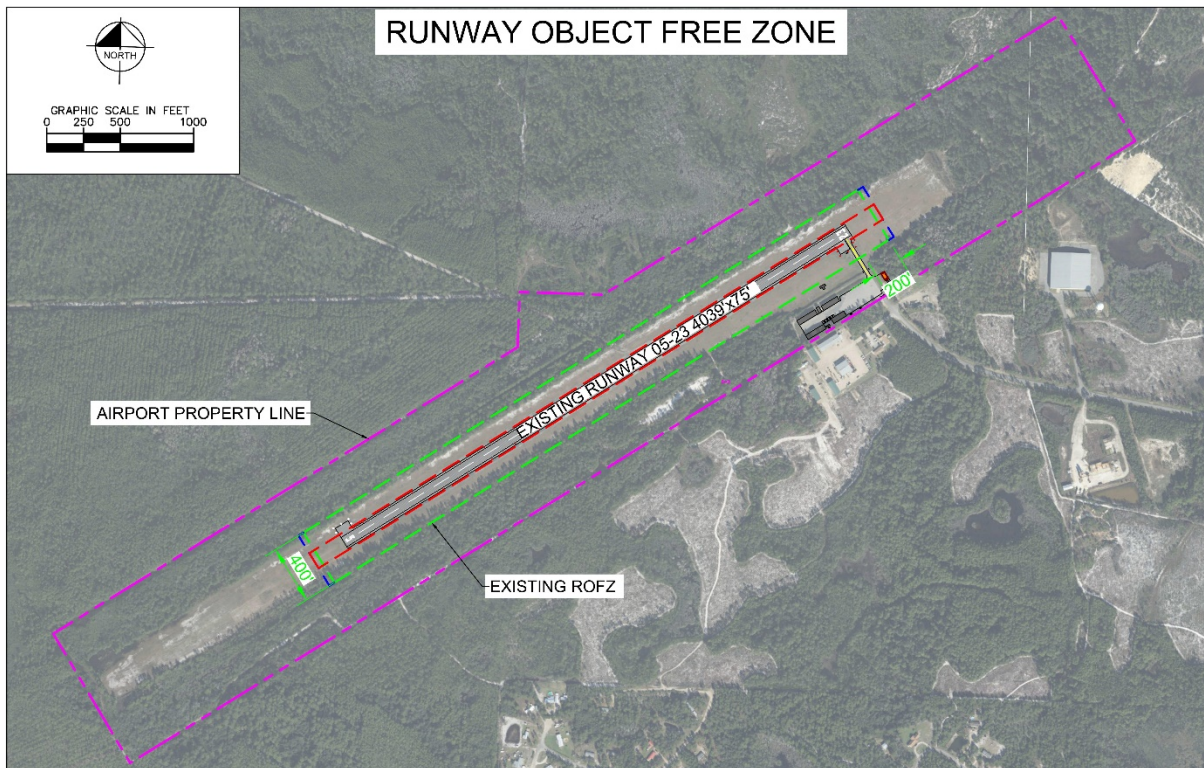 RUNWAY OBJECT FREE ZONE
NORTH
GRAPHIC SCALE IN FEET
0 250 500 1000
200'
EXISTING RUNWAY 05-23 4039'x75'
AIRPORT PROPERTY LINE
400'
EXISTING ROFZ